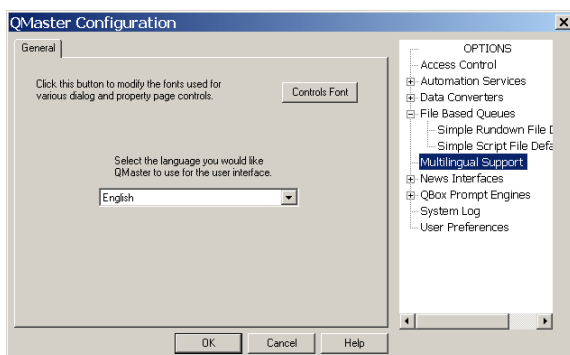 QMaster Configuration
General
Click this button to modify the fonts used for
various dialog and property page controls.
Controls Font
Select the language you would like
QMaster to use for the user interface.
English
OK
Cancel
Help
OPTIONS
Access Control
Automation Services
Data Converters
File Based Queues
Simple Rundown File D
Simple Script File Defa
Multilingual Support
News Interfaces
QBox Prompt Engines
System Log
User Preferences